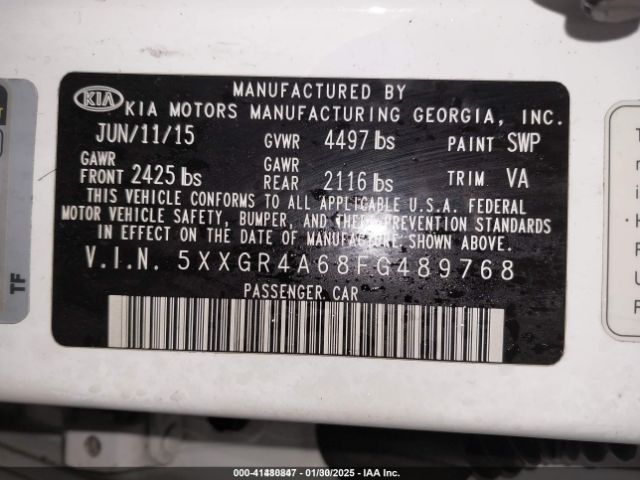 MANUFACTURED BY
KIA KIA MOTORS MANUFACTURING GEORGIA, INC.
JUN/11/15 GVWR 4497 lbs PAINT SWP
GAWR FRONT 2425 lbs GAWR REAR 2116 lbs TRIM VA
THIS VEHICLE CONFORMS TO ALL APPLICABLE U.S.A. FEDERAL
MOTOR VEHICLE SAFETY, BUMPER, AND THEFT PREVENTION STANDARDS
IN EFFECT ON THE DATE OF MANUFACTURE SHOWN ABOVE.
V.I.N. 5XXGR4A68FG489768
PASSENGER CAR
TF
01/30/2025 - IAA Inc.